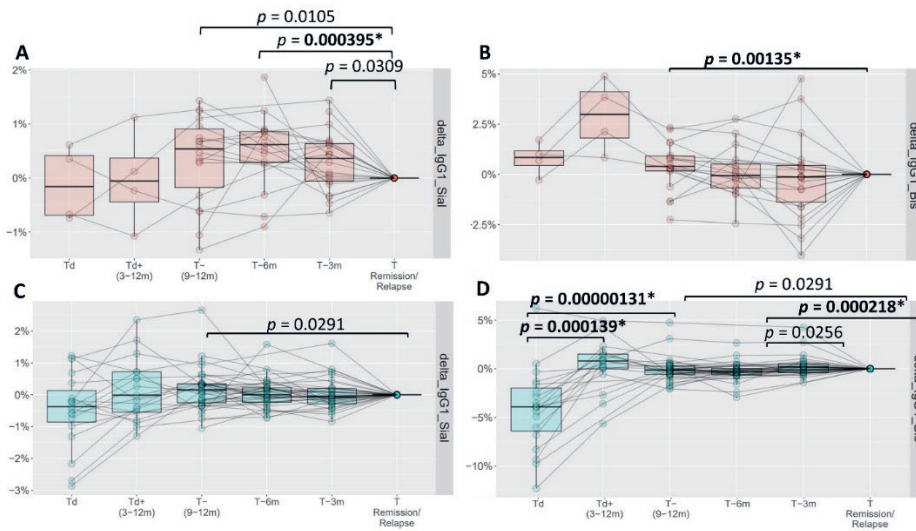 p = 0.0105
p = 0.000395*
p = 0.0309
A
2%
1%
0%
−1%
delta_IgG1_Sial
Td
Td+
(3−12m)
T−
(9−12m)
T−6m
T−3m
T
Remission/
Relapse
B
p = 0.00135*
5%
2.5%
0%
−2.5%
delta_IgG1_Bis
C
p = 0.0291
2%
1%
0%
−1%
−2%
−3%
delta_IgG1_Sial
Td
Td+
(3−12m)
T−
(9−12m)
T−6m
T−3m
T
Remission/
Relapse
D
p = 0.0291
p = 0.00000131*
p = 0.000218*
p = 0.000139*
p = 0.0256
5%
0%
−5%
−10%
Td
Td+
(3−12m)
T−
(9−12m)
T−6m
T−3m
T
Remission/
Relapse